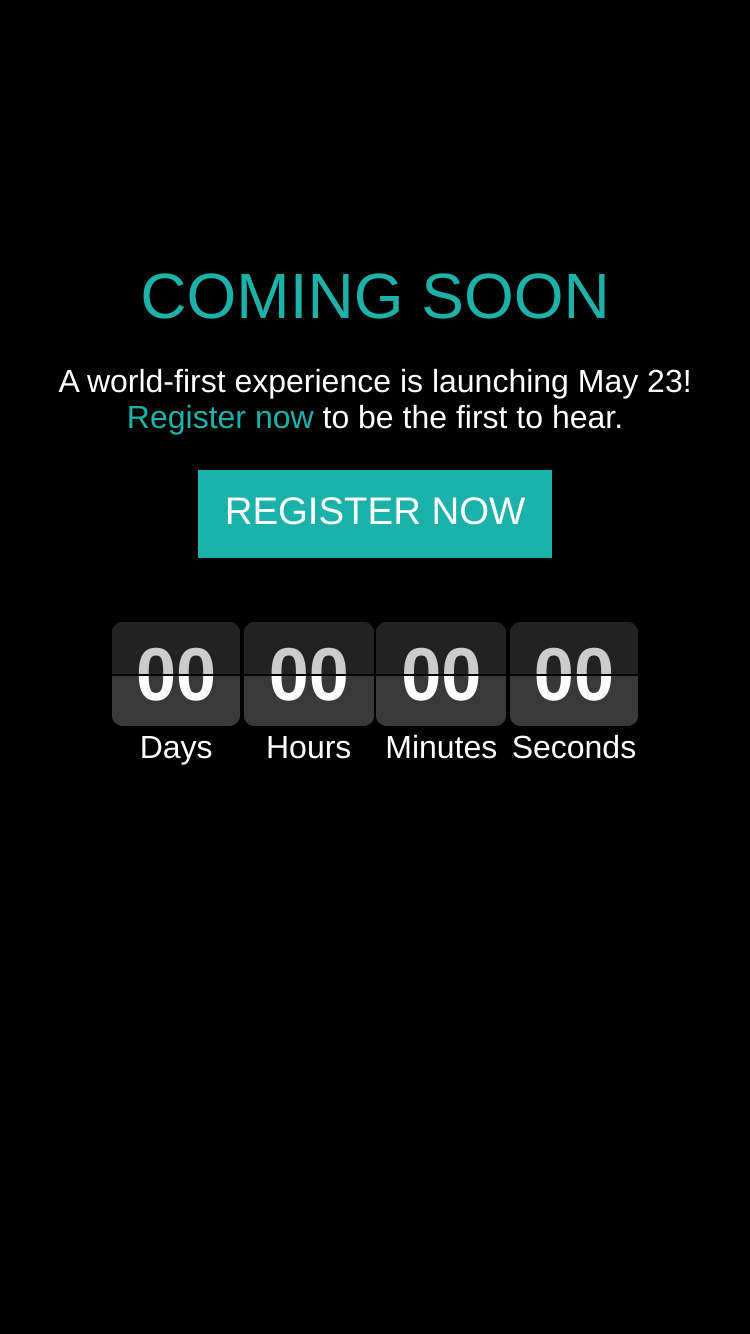 COMING SOON
A world-first experience is launching May 23!
Register now to be the first to hear.
REGISTER NOW
00 00 00 00
Days Hours Minutes Seconds